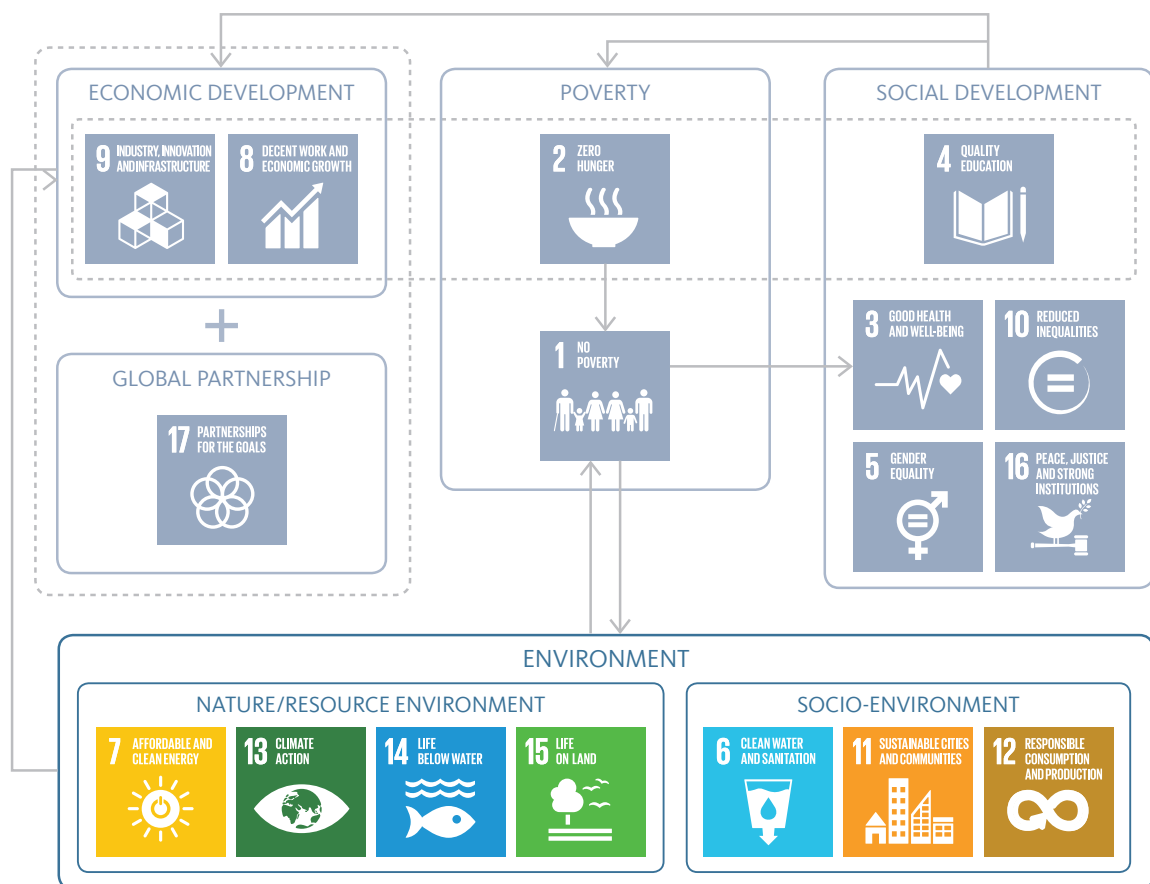 ECONOMIC DEVELOPMENT
9 INDUSTRY, INNOVATION
AND INFRASTRUCTURE
8 DECENT WORK AND
ECONOMIC GROWTH
POVERTY
2 ZERO
HUNGER
SOCIAL DEVELOPMENT
4 QUALITY
EDUCATION
1 NO
POVERTY
3 GOOD HEALTH
AND WELL-BEING
10 REDUCED
INEQUALITIES
5 GENDER
EQUALITY
16 PEACE, JUSTICE
AND STRONG
INSTITUTIONS
+
GLOBAL PARTNERSHIP
17 PARTNERSHIPS
FOR THE GOALS
ENVIRONMENT
NATURE/RESOURCE ENVIRONMENT
7 AFFORDABLE AND
CLEAN ENERGY
13 CLIMATE
ACTION
14 LIFE
BELOW WATER
15 LIFE
ON LAND
SOCIO-ENVIRONMENT
6 CLEAN WATER
AND SANITATION
11 SUSTAINABLE CITIES
AND COMMUNITIES
12 RESPONSIBLE
CONSUMPTION
AND PRODUCTION